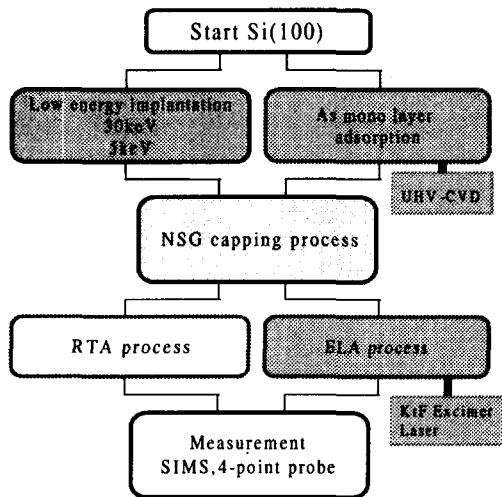 Start Si(100)
Low energy implantation
30keV
5keV
As mono layer
adsorption
UHV-CVD
NSG capping process
RTA process
ELA process
KrF Excimer
Laser
Measurement
SIMS,4-point probe